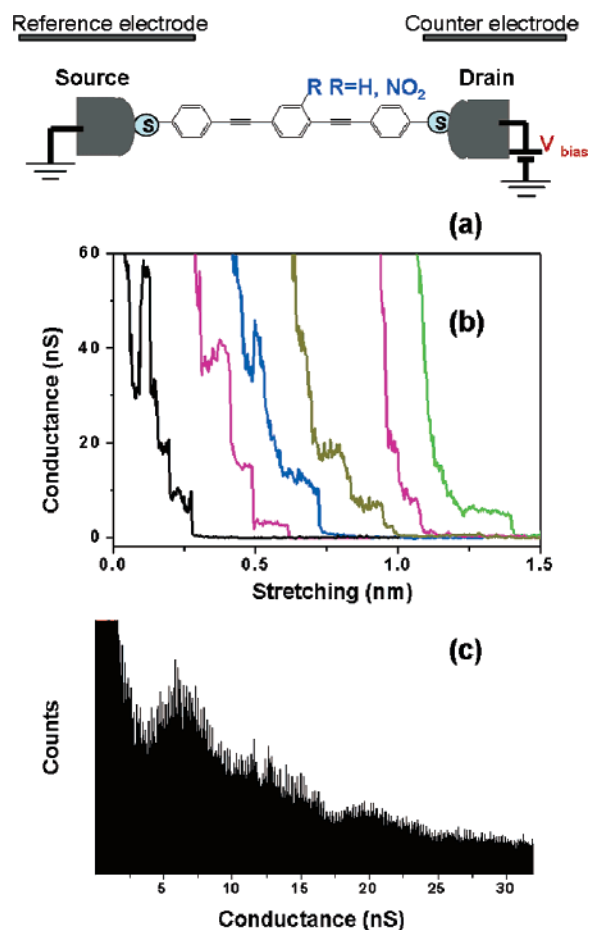 Reference electrode Counter electrode
Source Drain
R R=H, NO₂
S S
V bias
(a)
60
(b)
40
20
0
Conductance (nS)
0.0 0.5 1.0 1.5
Stretching (nm)
(c)
Counts
5 10 15 20 25 30
Conductance (nS)